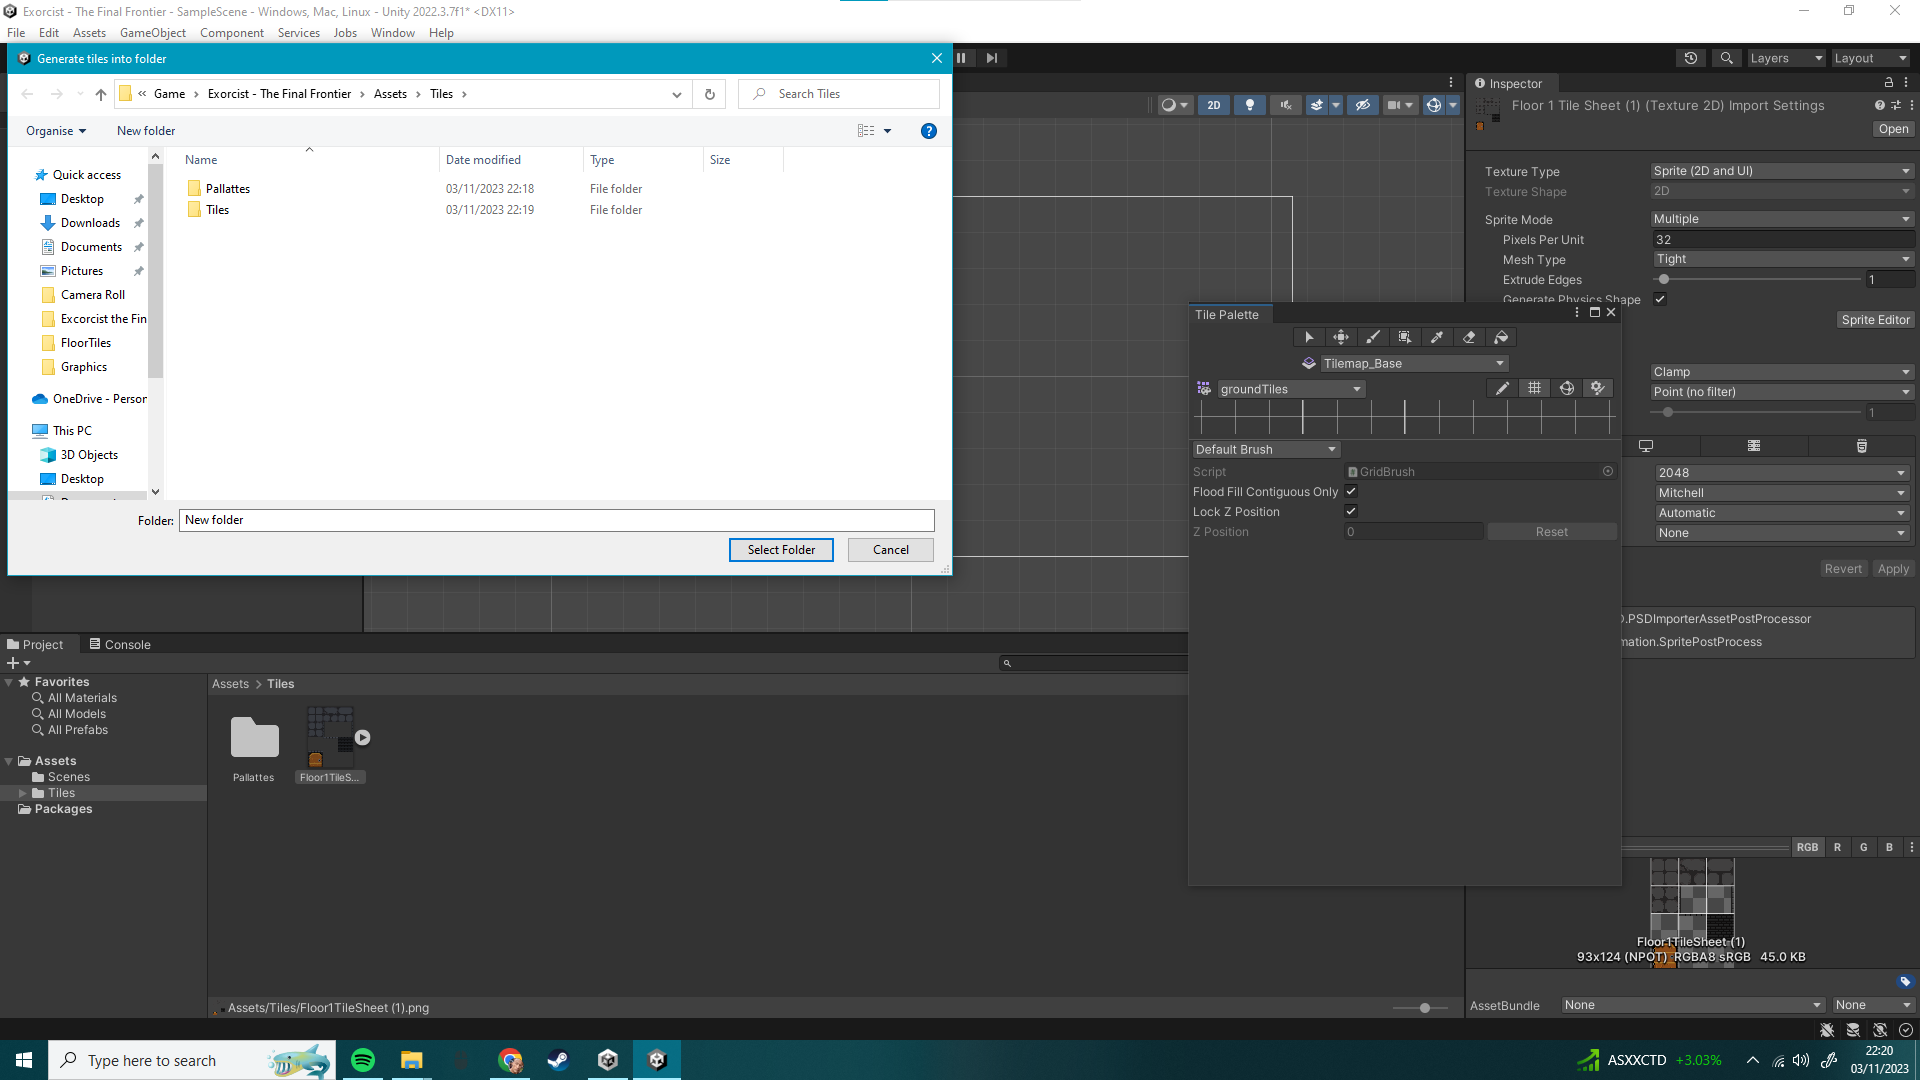 Exorcist - The Final Frontier - SampleScene - Windows, Mac, Linux - Unity 2022.3.7f1* <DX11>
File Edit Assets GameObject Component Services Jobs Window Help
Generate tiles into folder
« Game > Exorcist - The Final Frontier > Assets > Tiles >
Search Tiles
Organise New folder
Name Date modified Type Size
Pallattes 03/11/2023 22:18 File folder
Tiles 03/11/2023 22:19 File folder
Quick access
Desktop
Downloads
Documents
Pictures
Camera Roll
Excorcist the Fin
FloorTiles
Graphics
OneDrive - Person
This PC
3D Objects
Desktop
Folder: New folder
Select Folder Cancel
Layers Layout
2D
Inspector
Floor 1 Tile Sheet (1) (Texture 2D) Import Settings
Open
Texture Type Sprite (2D and UI)
Texture Shape 2D
Sprite Mode Multiple
Pixels Per Unit 32
Mesh Type Tight
Extrude Edges 1
Generate Physics Shape
Sprite Editor
Clamp
Point (no filter)
1
2048
Mitchell
Automatic
None
Revert Apply
.PSDImporterAssetPostProcessor
mation.SpritePostProcess
Tile Palette
Tilemap_Base
groundTiles
Default Brush
Script GridBrush
Flood Fill Contiguous Only
Lock Z Position
Z Position 0 Reset
Project Console
Favorites
All Materials
All Models
All Prefabs
Assets
Scenes
Tiles
Packages
Assets > Tiles
Pallattes
Floor1TileS...
Assets/Tiles/Floor1TileSheet (1).png
RGB R G B
Floor1TileSheet (1)
93x124 (NPOT) RGBA8 sRGB 45.0 KB
AssetBundle None None
Type here to search
ASXXCTD +3.03%
22:20
03/11/2023